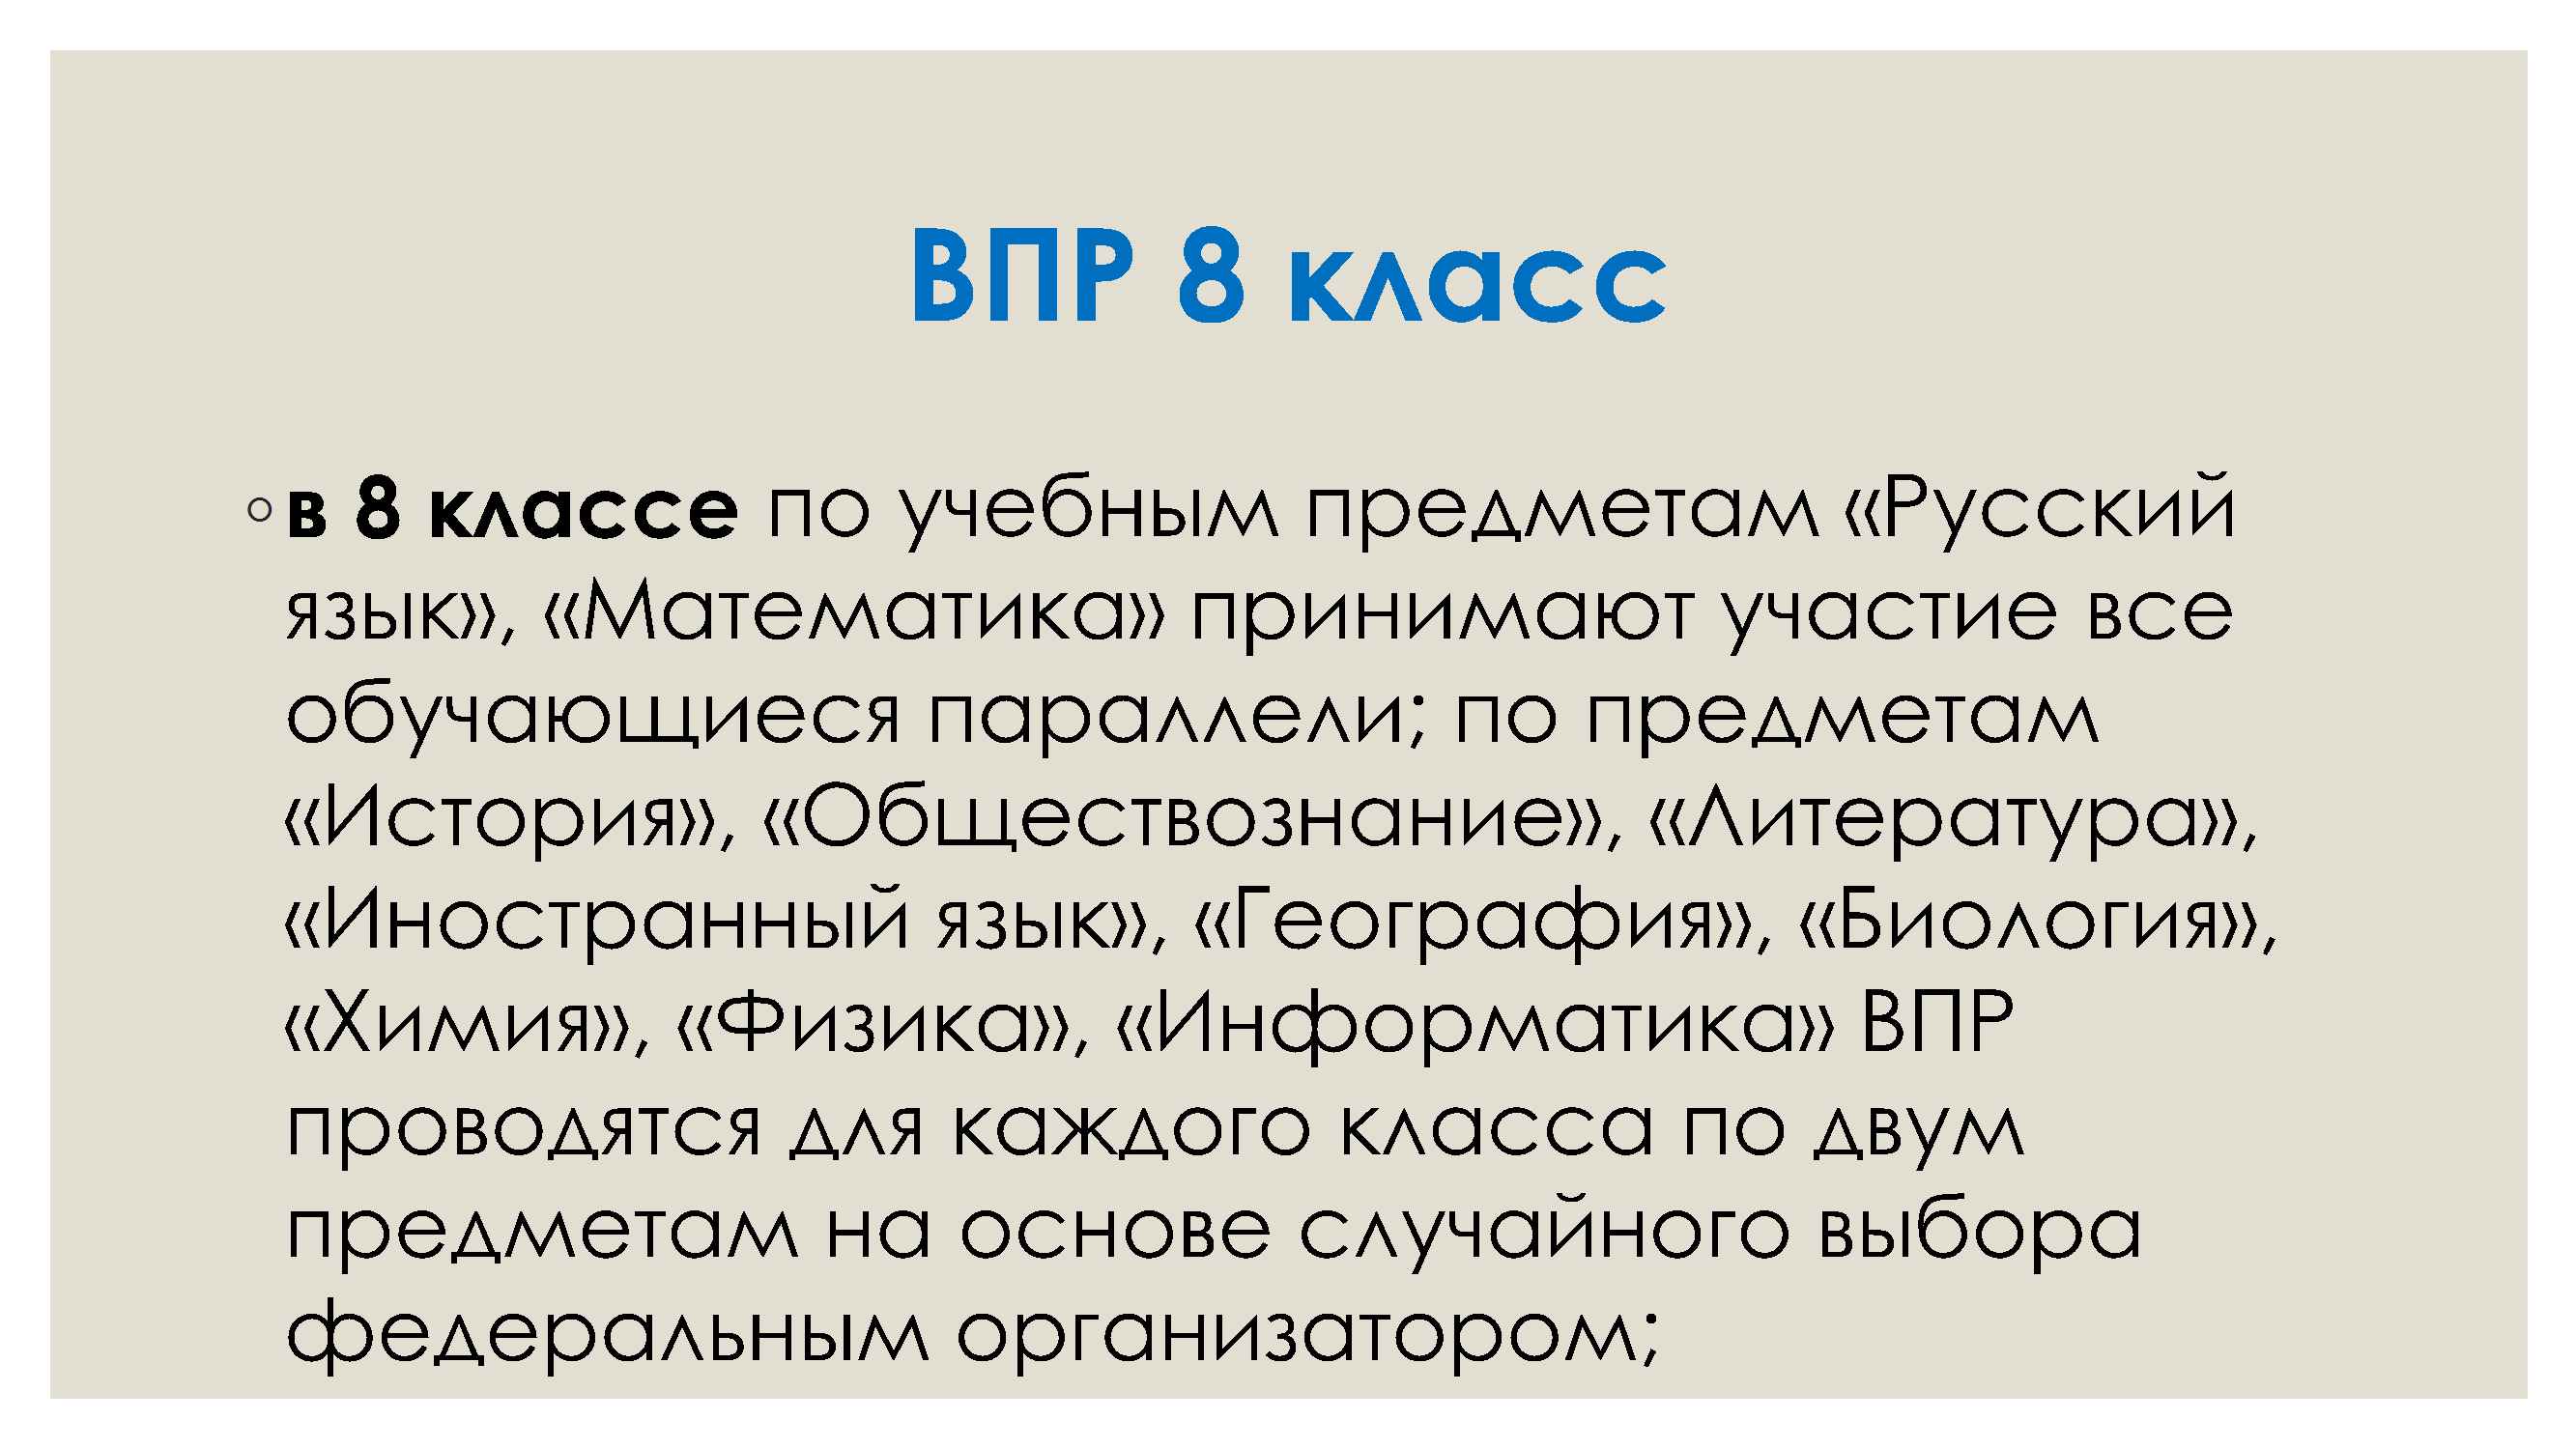 ВПР 8 класс
◦ в 8 классе по учебным предметам «Русский
язык», «Математика» принимают участие все
обучающиеся параллели; по предметам
«История», «Обществознание», «Литература»,
«Иностранный язык», «География», «Биология»,
«Химия», «Физика», «Информатика» ВПР
проводятся для каждого класса по двум
предметам на основе случайного выбора
федеральным организатором;